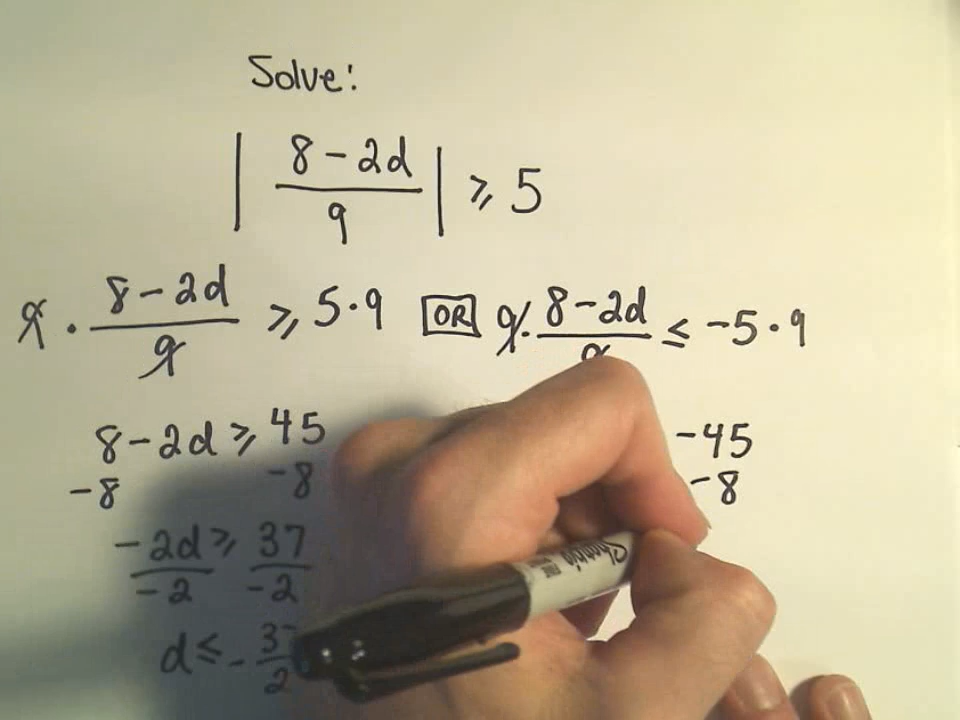 Solve:
| (8 - 2d)/9 | ≥ 5
9 · (8 - 2d)/9 ≥ 5 · 9 OR 9 · (8 - 2d)/9 ≤ -5 · 9
8 - 2d ≥ 45 -45
-8 -8 -8
-2d/-2 ≥ 37/-2
d ≤ -37/2
Sharpie